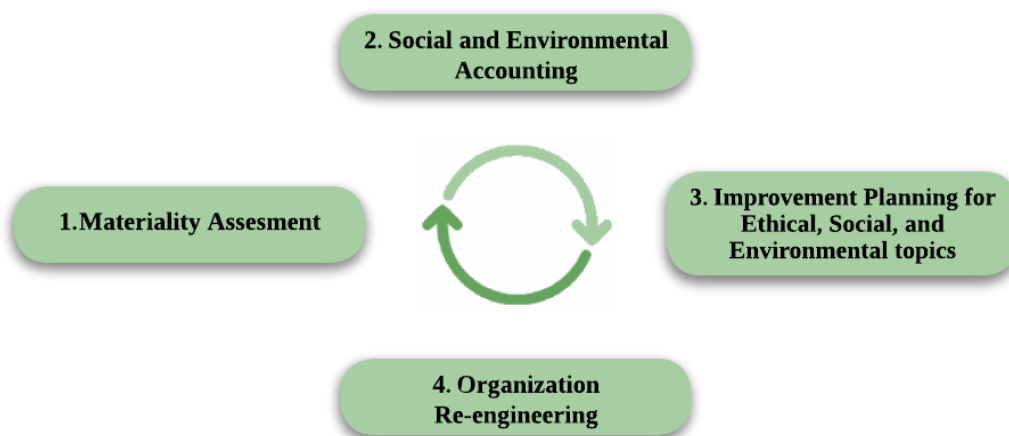 2. Social and Environmental
Accounting
1.Materiality Assesment
3. Improvement Planning for
Ethical, Social, and
Environmental topics
4. Organization
Re-engineering